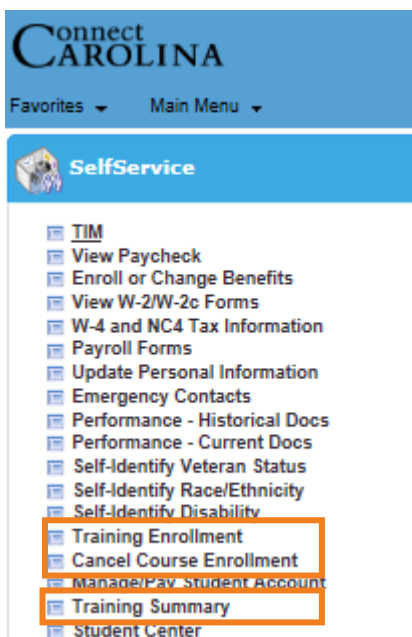 Connect
CAROLINA
Favorites Main Menu
SelfService
TIM
View Paycheck
Enroll or Change Benefits
View W-2/W-2c Forms
W-4 and NC4 Tax Information
Payroll Forms
Update Personal Information
Emergency Contacts
Performance - Historical Docs
Performance - Current Docs
Self-Identify Veteran Status
Self-Identify Race/Ethnicity
Self-Identify Disability
Training Enrollment
Cancel Course Enrollment
Manage/Pay Student Account
Training Summary
Student Center